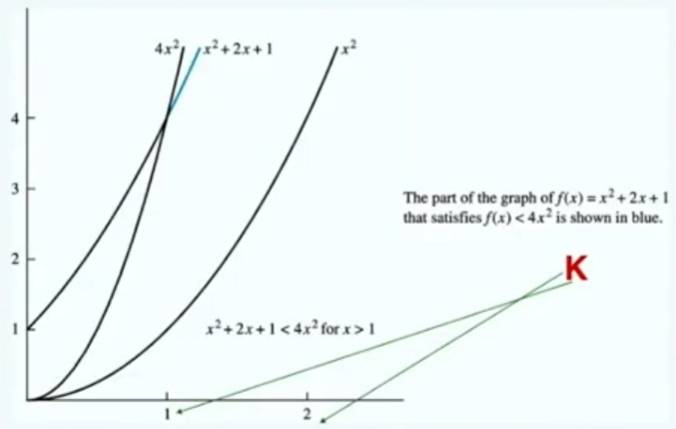 4x² x² + 2x + 1 x²
4
3
The part of the graph of f(x) = x² + 2x + 1
that satisfies f(x) < 4x² is shown in blue.
2
K
1
x² + 2x + 1 < 4x² for x > 1
1 2